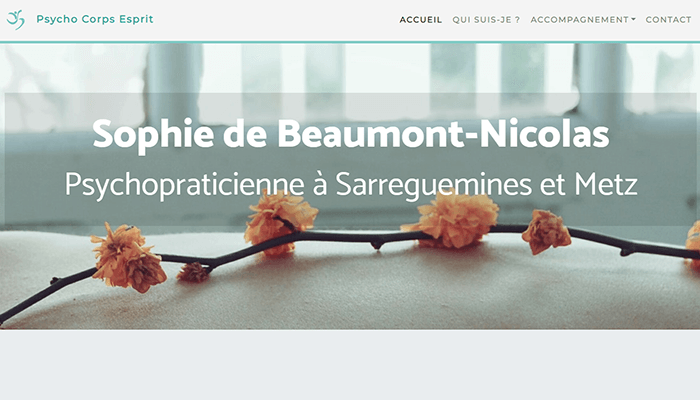 Psycho Corps Esprit
ACCUEIL QUI SUIS-JE ? ACCOMPAGNEMENT CONTACT
Sophie de Beaumont-Nicolas
Psychopraticienne à Sarreguemines et Metz